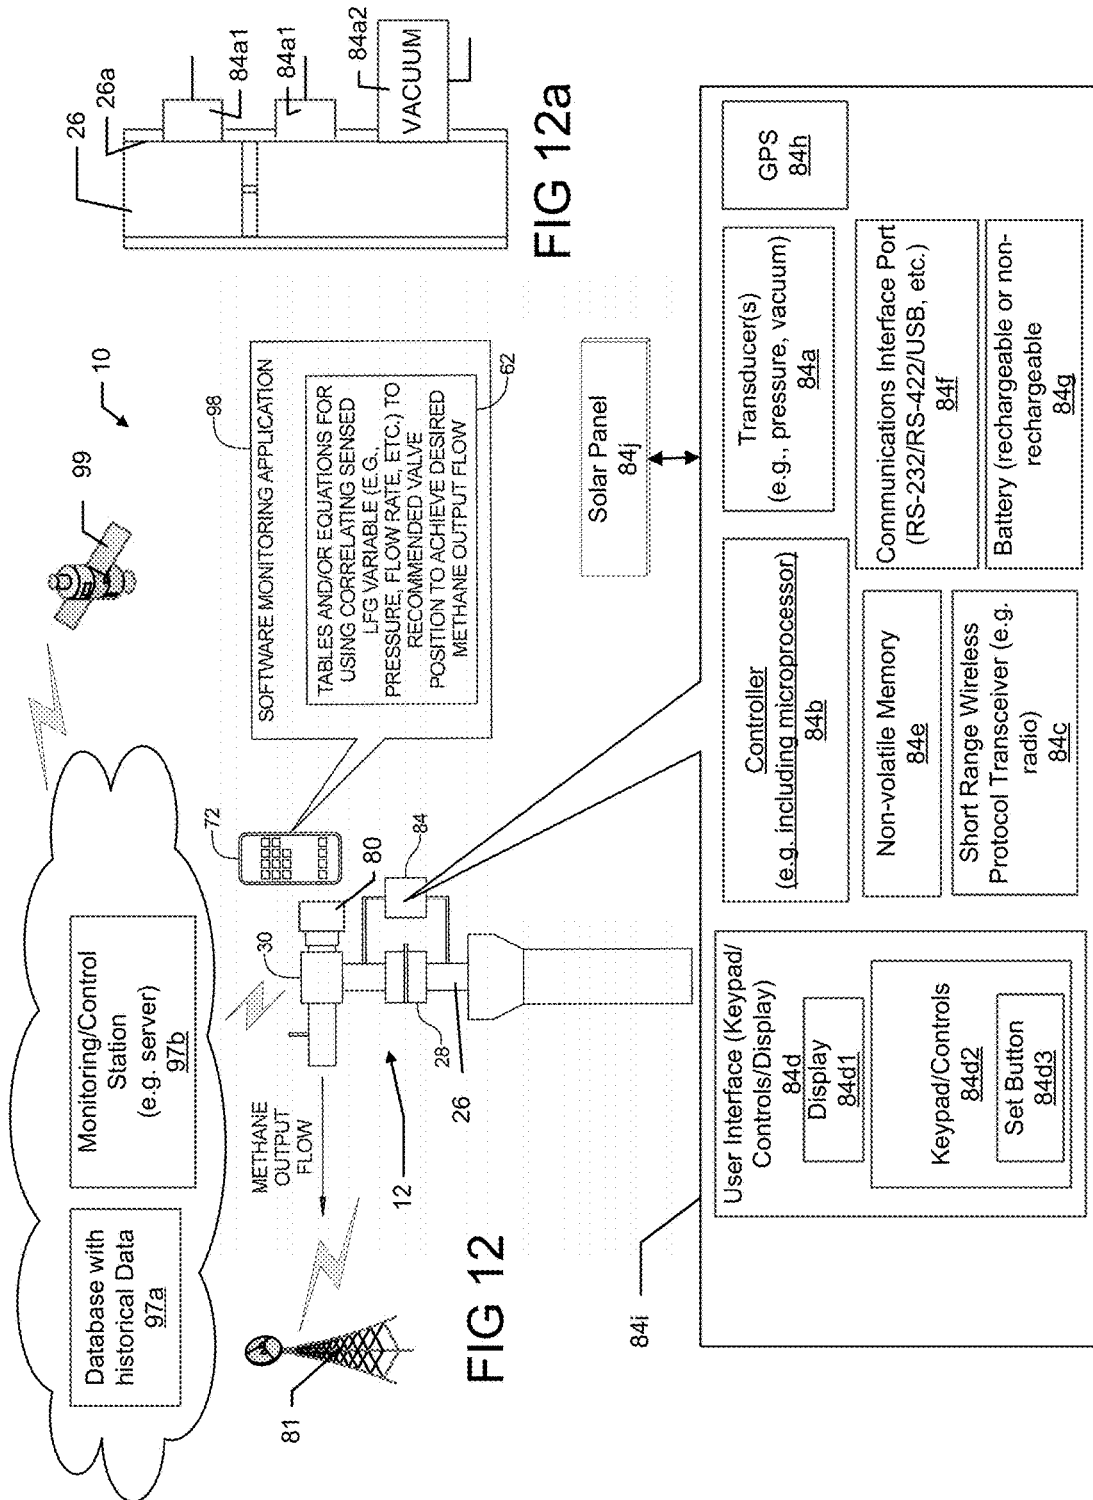 Database with
historical Data
97a
Monitoring/Control
Station
(e.g. server)
97b
99
10
81
METHANE
OUTPUT
FLOW
30
72
80
84
28
26
12
98
SOFTWARE MONITORING APPLICATION
TABLES AND/OR EQUATIONS FOR
USING CORRELATING SENSED
LFG VARIABLE (E.G.,
PRESSURE, FLOW RATE, ETC.) TO
RECOMMENDED VALVE
POSITION TO ACHIEVE DESIRED
METHANE OUTPUT FLOW
62
FIG 12
26
26a
84a1
84a1
84a2
VACUUM
FIG 12a
Solar Panel
84j
84i
User Interface (Keypad/
Controls/Display)
84d
Display
84d1
Keypad/Controls
84d2
Set Button
84d3
Controller
(e.g. including microprocessor)
84b
Non-volatile Memory
84e
Short Range Wireless
Protocol Transceiver (e.g.
radio)
84c
Transducer(s)
(e.g., pressure, vacuum)
84a
GPS
84h
Communications Interface Port
(RS-232/RS-422/USB, etc.)
84f
Battery (rechargeable or non-
rechargeable
84g